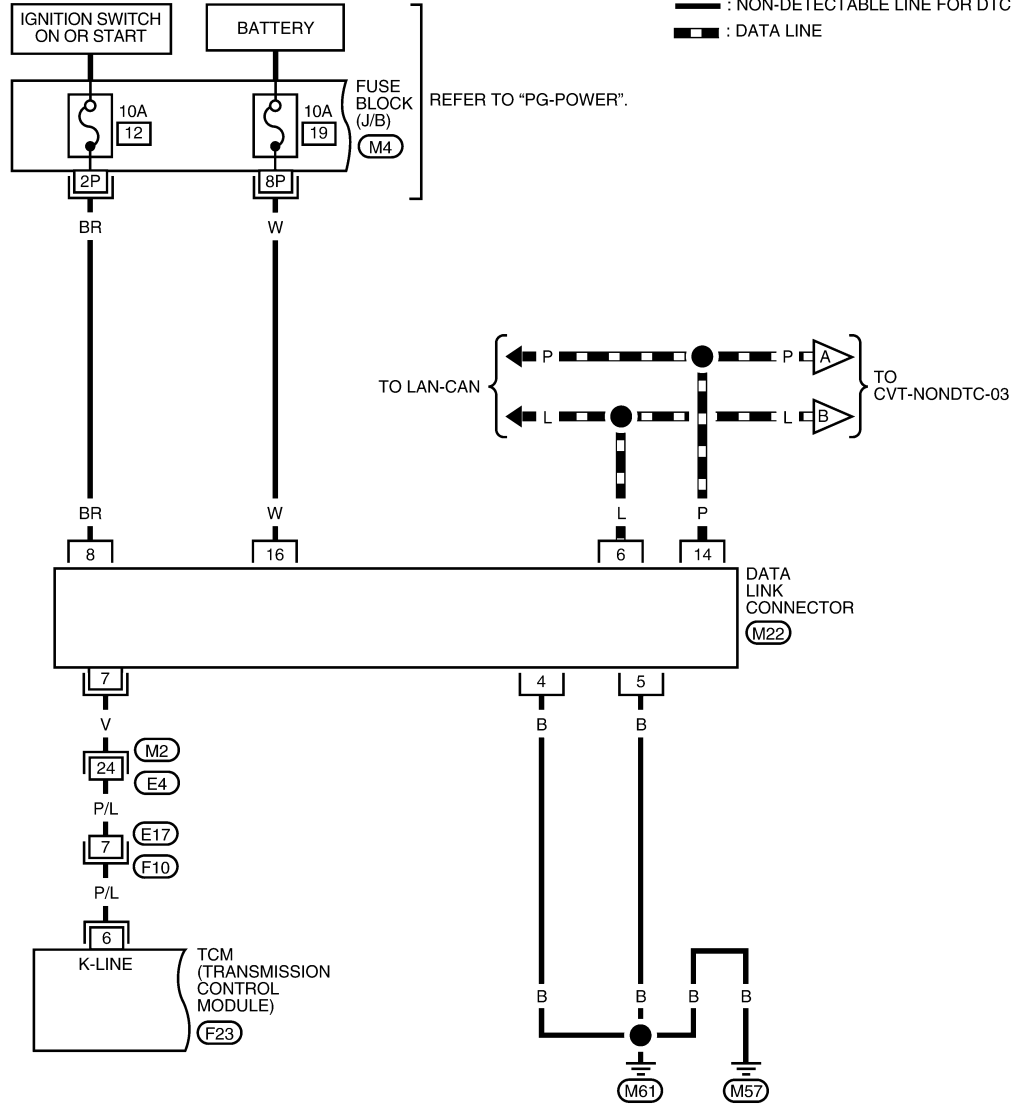 IGNITION SWITCH
ON OR START
BATTERY
: NON-DETECTABLE LINE FOR DTC
: DATA LINE
10A
12
10A
19
FUSE
BLOCK
(J/B)
M4
REFER TO “PG-POWER”.
2P
8P
BR
W
TO LAN-CAN
P
P
A
L
L
B
TO
CVT-NONDTC-03
BR
W
L
P
8
16
6
14
DATA
LINK
CONNECTOR
M22
7
4
5
V
B
B
24
M2
E4
P/L
7
E17
F10
P/L
6
K-LINE
TCM
(TRANSMISSION
CONTROL
MODULE)
F23
B
B
B
B
M61
M57